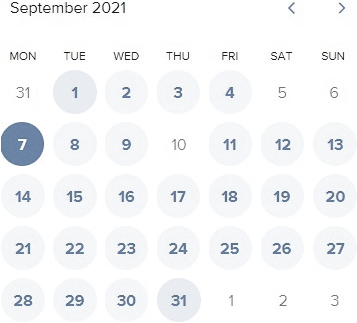 September 2021
MON TUE WED THU FRI SAT SUN
31 1 2 3 4 5 6
7 8 9 10 11 12 13
14 15 16 17 18 19 20
21 22 23 24 25 26 27
28 29 30 31 1 2 3